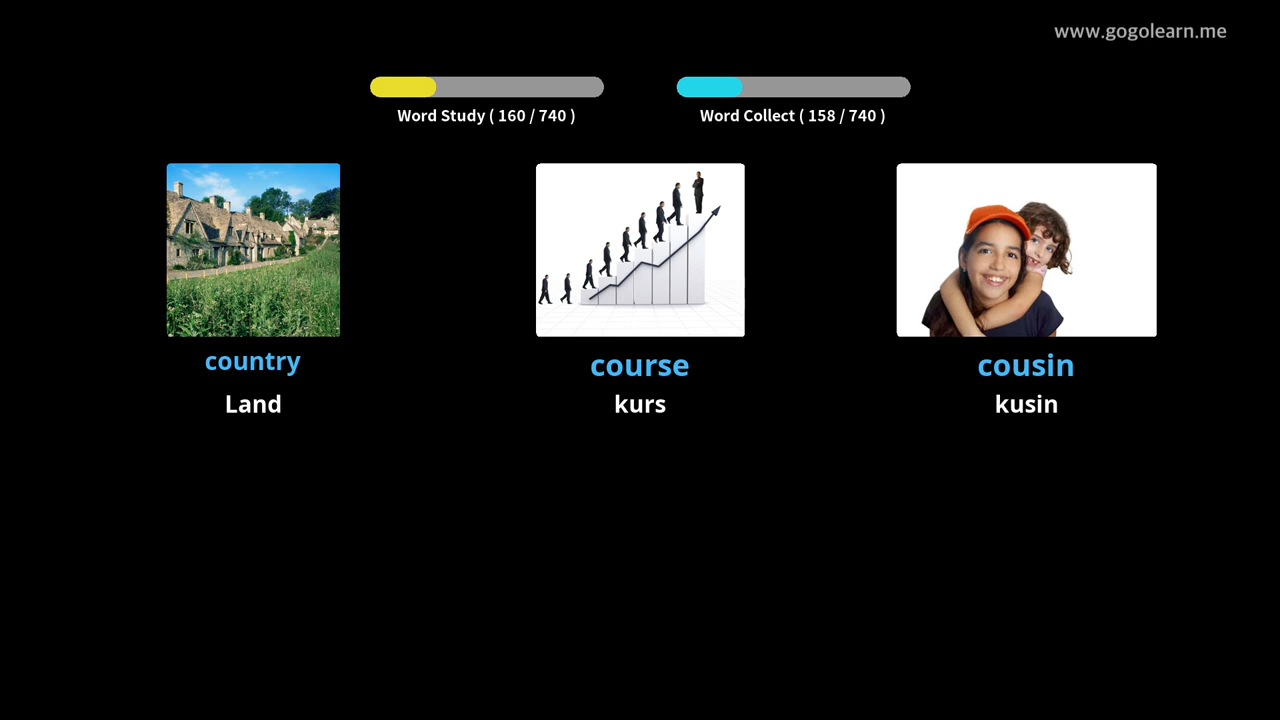 www.gogolearn.me
Word Study ( 160 / 740 )
Word Collect ( 158 / 740 )
country
Land
course
kurs
cousin
kusin